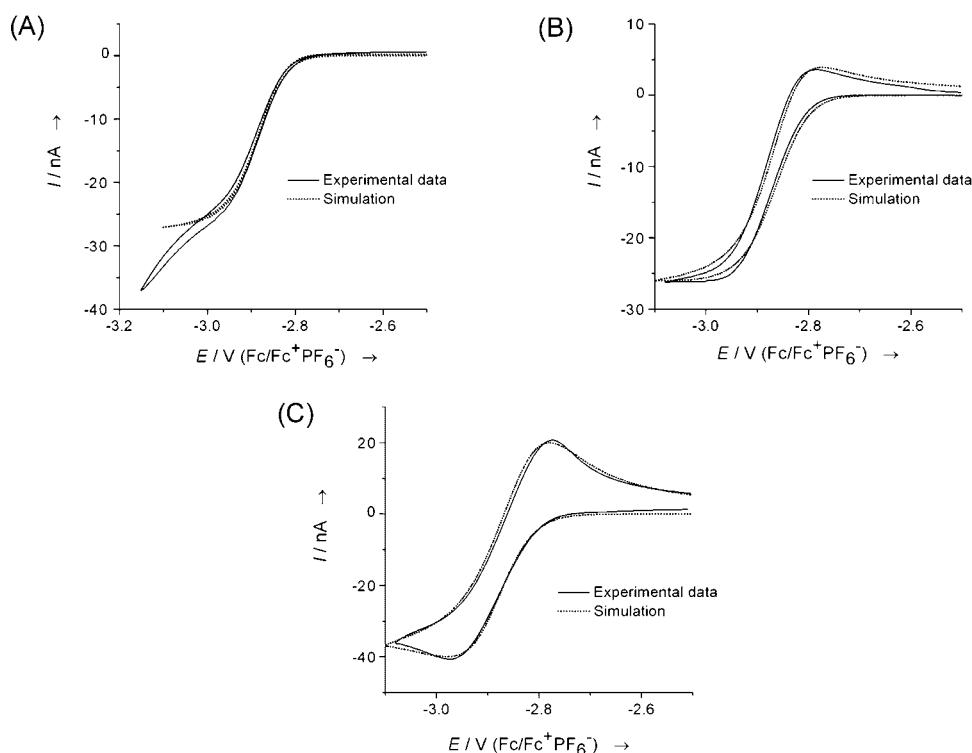 (A)
0
-10
-20
-30
-40
I / nA →
Experimental data
Simulation
-3.2
-3.0
-2.8
-2.6
E / V (Fc/Fc⁺PF₆⁻) →
(B)
10
0
-10
-20
-30
I / nA →
Experimental data
Simulation
-3.0
-2.8
-2.6
E / V (Fc/Fc⁺PF₆⁻) →
(C)
20
0
-20
-40
I / nA →
Experimental data
Simulation
-3.0
-2.8
-2.6
E / V (Fc/Fc⁺PF₆⁻) →